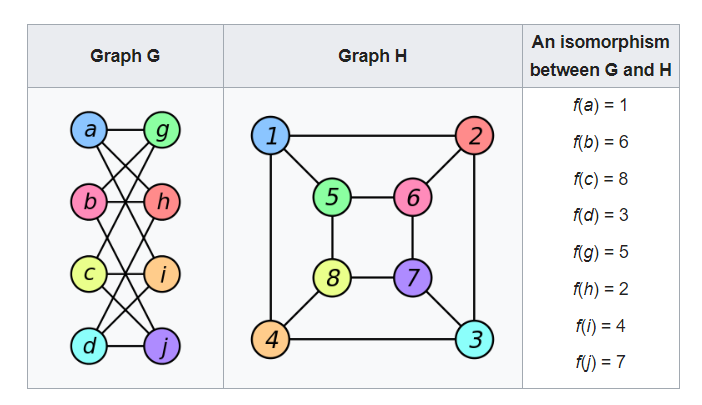 Graph G
Graph H
An isomorphism
between G and H
a g
b h
c i
d j
1 2
5 6
8 7
4 3
f(a) = 1
f(b) = 6
f(c) = 8
f(d) = 3
f(g) = 5
f(h) = 2
f(i) = 4
f(j) = 7